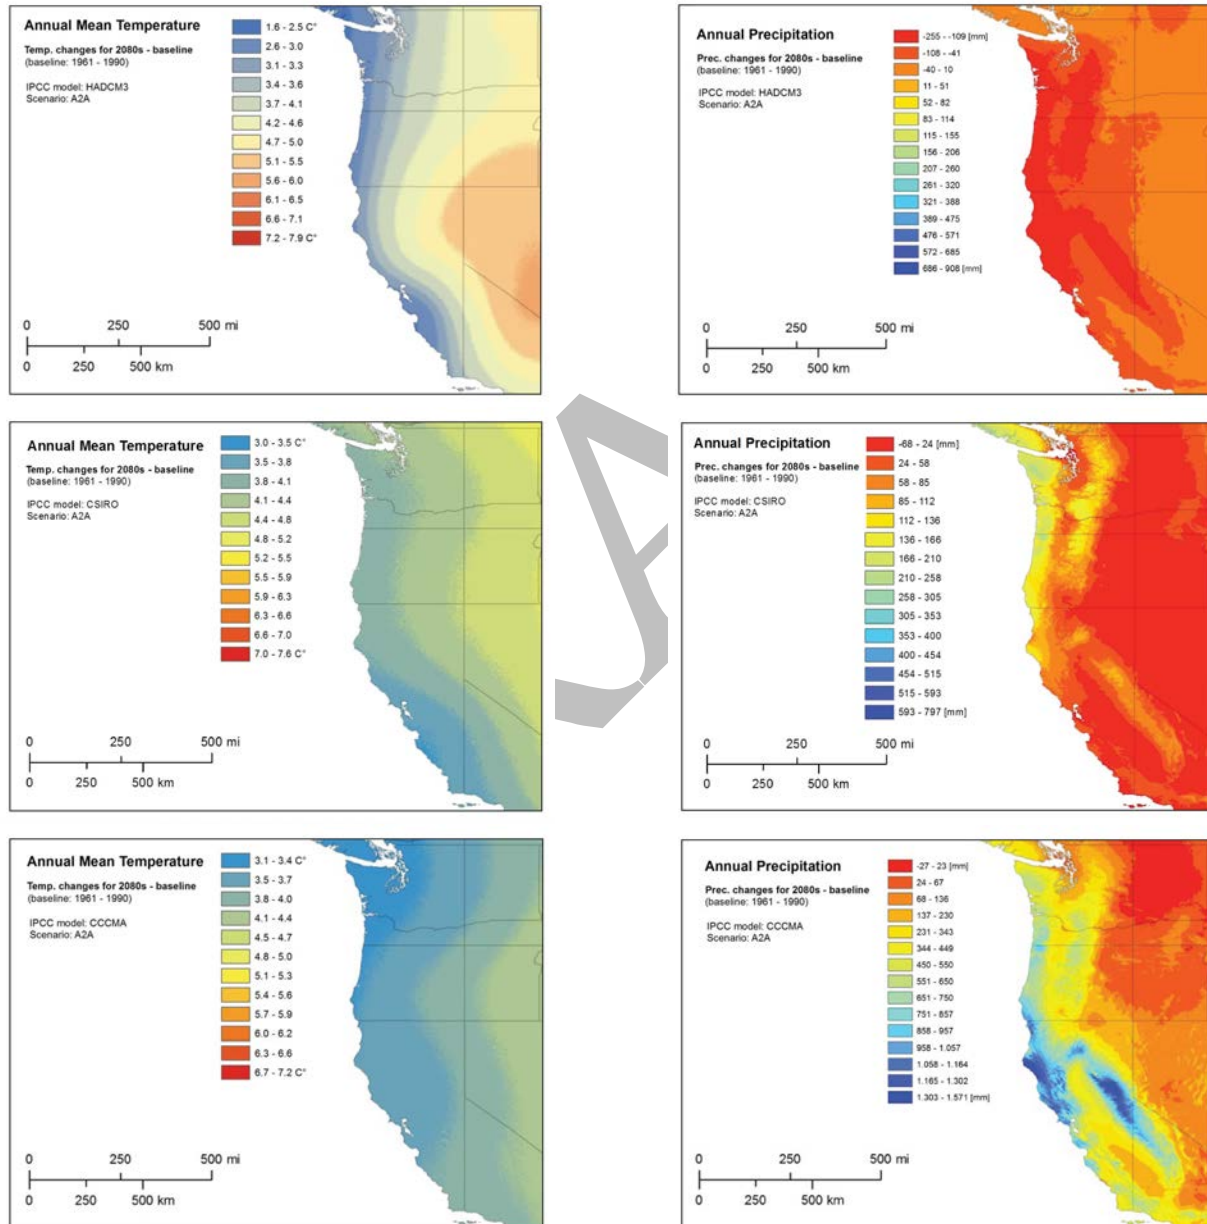 Annual Mean Temperature
Temp. changes for 2080s - baseline
(baseline: 1961 - 1990)
IPCC model: HADCM3
Scenario: A2A
1.6 - 2.5 C°
2.6 - 3.0
3.1 - 3.3
3.4 - 3.6
3.7 - 4.1
4.2 - 4.6
4.7 - 5.0
5.1 - 5.5
5.6 - 6.0
6.1 - 6.5
6.6 - 7.1
7.2 - 7.9 C°
0 250 500 mi
0 250 500 km
Annual Precipitation
Prec. changes for 2080s - baseline
(baseline: 1961 - 1990)
IPCC model: HADCM3
Scenario: A2A
-255 - -109 [mm]
-108 - -41
-40 - 10
11 - 51
52 - 82
83 - 114
115 - 155
156 - 206
207 - 260
261 - 320
321 - 388
389 - 475
476 - 571
572 - 685
686 - 908 [mm]
0 250 500 mi
0 250 500 km
Annual Mean Temperature
Temp. changes for 2080s - baseline
(baseline: 1961 - 1990)
IPCC model: CSIRO
Scenario: A2A
3.0 - 3.5 C°
3.5 - 3.8
3.8 - 4.1
4.1 - 4.4
4.4 - 4.8
4.8 - 5.2
5.2 - 5.5
5.5 - 5.9
5.9 - 6.3
6.3 - 6.6
6.6 - 7.0
7.0 - 7.6 C°
0 250 500 mi
0 250 500 km
Annual Precipitation
Prec. changes for 2080s - baseline
(baseline: 1961 - 1990)
IPCC model: CSIRO
Scenario: A2A
-68 - 24 [mm]
24 - 58
58 - 85
85 - 112
112 - 136
136 - 166
166 - 210
210 - 258
258 - 305
305 - 353
353 - 400
400 - 454
454 - 515
515 - 593
593 - 797 [mm]
0 250 500 mi
0 250 500 km
Annual Mean Temperature
Temp. changes for 2080s - baseline
(baseline: 1961 - 1990)
IPCC model: CCCMA
Scenario: A2A
3.1 - 3.4 C°
3.5 - 3.7
3.8 - 4.0
4.1 - 4.4
4.5 - 4.7
4.8 - 5.0
5.1 - 5.3
5.4 - 5.6
5.7 - 5.9
6.0 - 6.2
6.3 - 6.6
6.7 - 7.2 C°
0 250 500 mi
0 250 500 km
Annual Precipitation
Prec. changes for 2080s - baseline
(baseline: 1961 - 1990)
IPCC model: CCCMA
Scenario: A2A
-27 - 23 [mm]
24 - 67
68 - 136
137 - 230
231 - 343
344 - 449
450 - 550
551 - 650
651 - 750
751 - 857
858 - 957
958 - 1.057
1.058 - 1.164
1.165 - 1.302
1.303 - 1.571 [mm]
0 250 500 mi
0 250 500 km